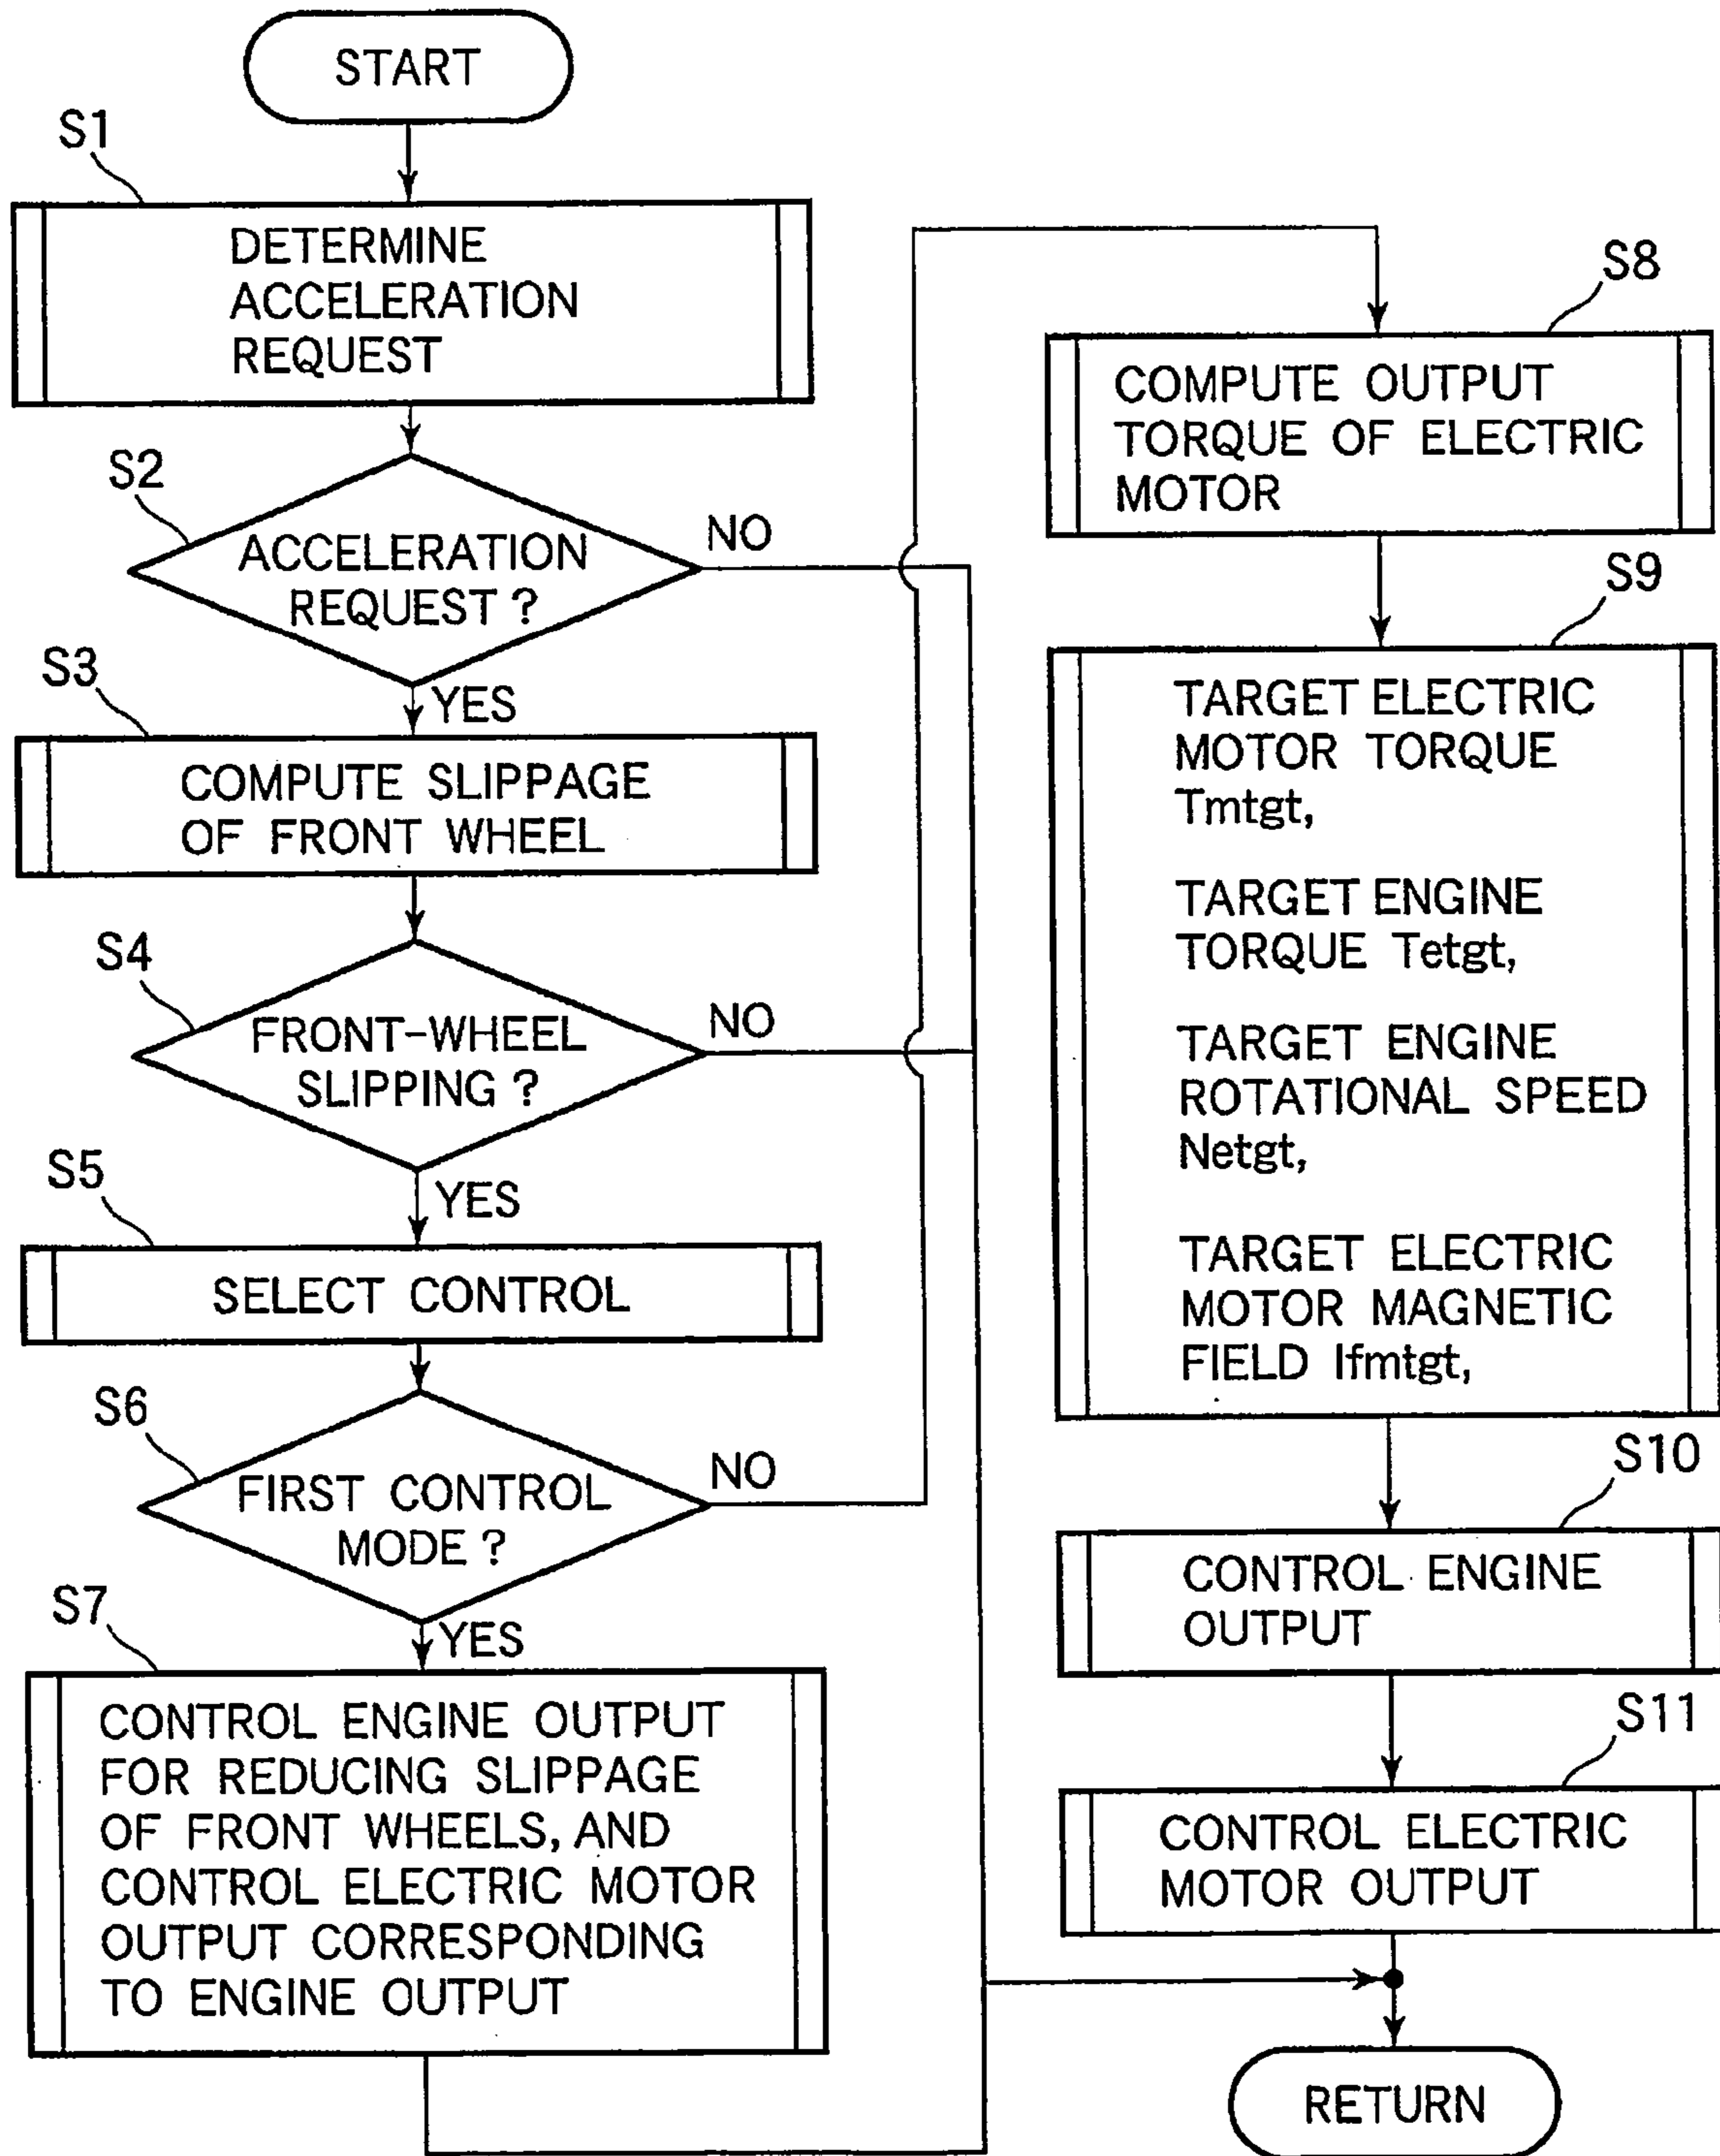 START
S1
DETERMINE
ACCELERATION
REQUEST
S2
ACCELERATION
REQUEST ?
NO
YES
S3
COMPUTE SLIPPAGE
OF FRONT WHEEL
S4
FRONT-WHEEL
SLIPPING ?
NO
YES
S5
SELECT CONTROL
S6
FIRST CONTROL
MODE ?
NO
YES
S7
CONTROL ENGINE OUTPUT
FOR REDUCING SLIPPAGE
OF FRONT WHEELS, AND
CONTROL ELECTRIC MOTOR
OUTPUT CORRESPONDING
TO ENGINE OUTPUT
S8
COMPUTE OUTPUT
TORQUE OF ELECTRIC
MOTOR
S9
TARGET ELECTRIC
MOTOR TORQUE
Tmtgt,
TARGET ENGINE
TORQUE Tetgt,
TARGET ENGINE
ROTATIONAL SPEED
Netgt,
TARGET ELECTRIC
MOTOR MAGNETIC
FIELD Ifmtgt,
S10
CONTROL ENGINE
OUTPUT
S11
CONTROL ELECTRIC
MOTOR OUTPUT
RETURN